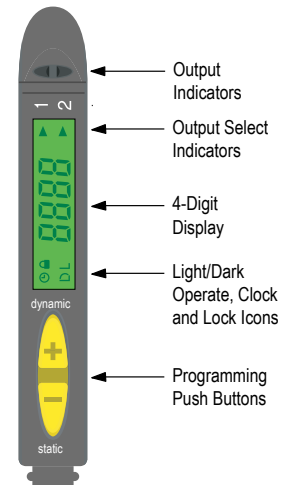 Output
Indicators
1 2
Output Select
Indicators
8888
4-Digit
Display
D L
Light/Dark
Operate, Clock
and Lock Icons
dynamic
+
Programming
Push Buttons
−
static